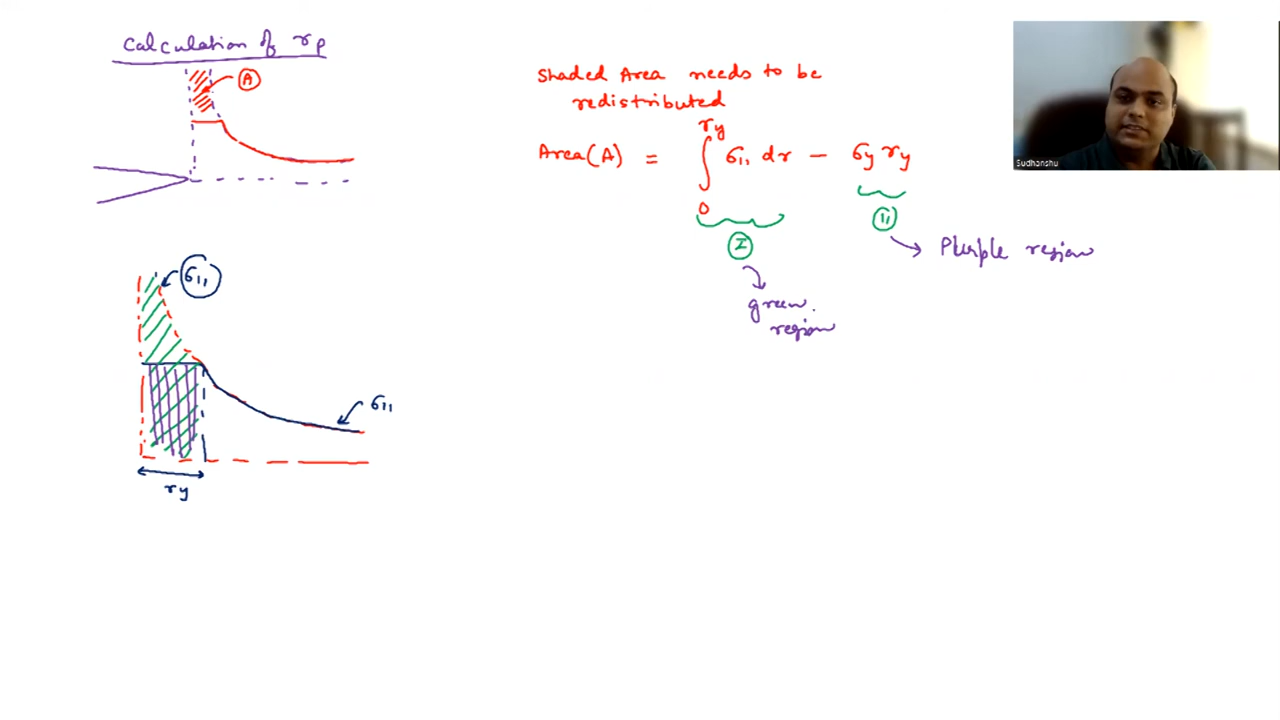 Calculation of rp
A
Shaded Area needs to be
redistributed
Area(A) = ∫₀^ry σ11 dr − σy ry
I
II
Plurple region
green
region
σ11
σ11
ry
Sudhanshu